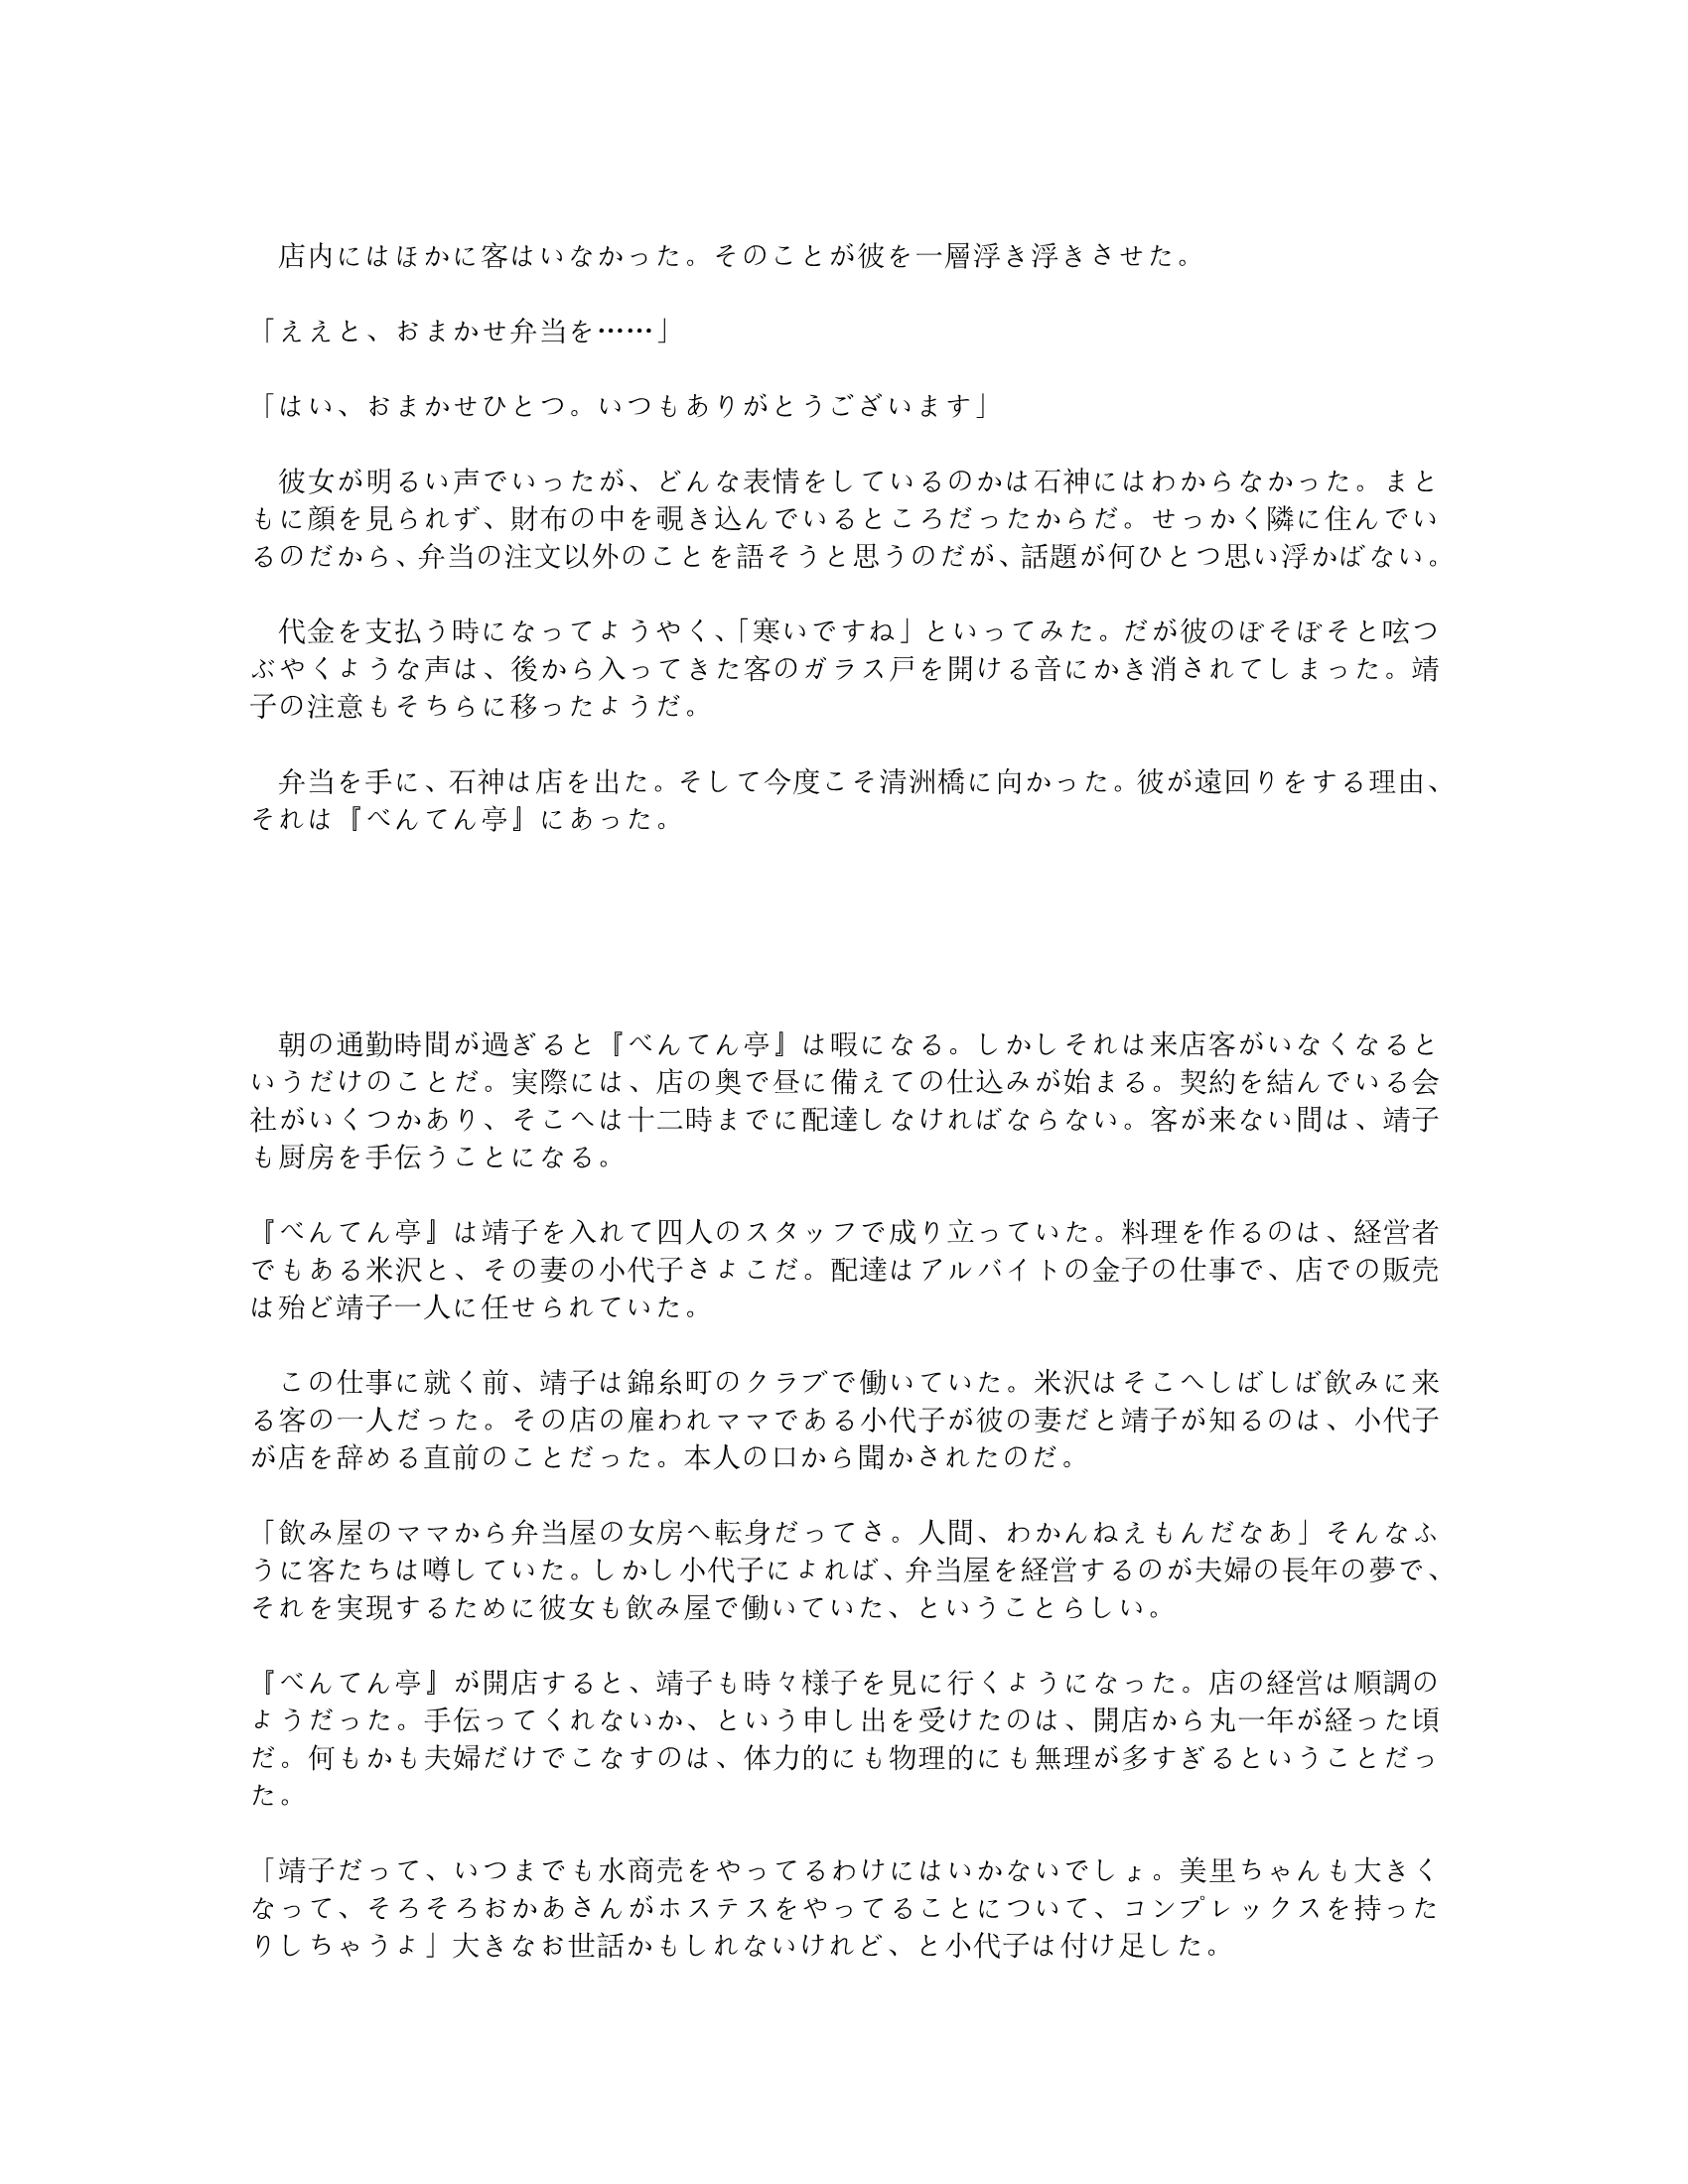 店内にはほかに客はいなかった。そのことが彼を一層浮き浮きさせた。
「ええと、おまかせ弁当を……」
「はい、おまかせひとつ。いつもありがとうございます」
彼女が明るい声でいったが、どんな表情をしているのかは石神にはわからなかった。まと
もに顔を見られず、財布の中を覗き込んでいるところだったからだ。せっかく隣に住んでい
るのだから、弁当の注文以外のことを語そうと思うのだが、話題が何ひとつ思い浮かばない。
代金を支払う時になってようやく、「寒いですね」といってみた。だが彼のぼそぼそと呟つ
ぶやくような声は、後から入ってきた客のガラス戸を開ける音にかき消されてしまった。靖
子の注意もそちらに移ったようだ。
弁当を手に、石神は店を出た。そして今度こそ清洲橋に向かった。彼が遠回りをする理由、
それは『べんてん亭』にあった。
朝の通勤時間が過ぎると『べんてん亭』は暇になる。しかしそれは来店客がいなくなると
いうだけのことだ。実際には、店の奥で昼に備えての仕込みが始まる。契約を結んでいる会
社がいくつかあり、そこへは十二時までに配達しなければならない。客が来ない間は、靖子
も厨房を手伝うことになる。
『べんてん亭』は靖子を入れて四人のスタッフで成り立っていた。料理を作るのは、経営者
でもある米沢と、その妻の小代子さよこだ。配達はアルバイトの金子の仕事で、店での販売
は殆ど靖子一人に任せられていた。
この仕事に就く前、靖子は錦糸町のクラブで働いていた。米沢はそこへしばしば飲みに来
る客の一人だった。その店の雇われママである小代子が彼の妻だと靖子が知るのは、小代子
が店を辞める直前のことだった。本人の口から聞かされたのだ。
「飲み屋のママから弁当屋の女房へ転身だってさ。人間、わかんねえもんだなあ」そんなふ
うに客たちは噂していた。しかし小代子によれば、弁当屋を経営するのが夫婦の長年の夢で、
それを実現するために彼女も飲み屋で働いていた、ということらしい。
『べんてん亭』が開店すると、靖子も時々様子を見に行くようになった。店の経営は順調の
ようだった。手伝ってくれないか、という申し出を受けたのは、開店から丸一年が経った頃
だ。何もかも夫婦だけでこなすのは、体力的にも物理的にも無理が多すぎるということだっ
た。
「靖子だって、いつまでも水商売をやってるわけにはいかないでしょ。美里ちゃんも大きく
なって、そろそろおかあさんがホステスをやってることについて、コンプレックスを持った
りしちゃうよ」大きなお世話かもしれないけれど、と小代子は付け足した。